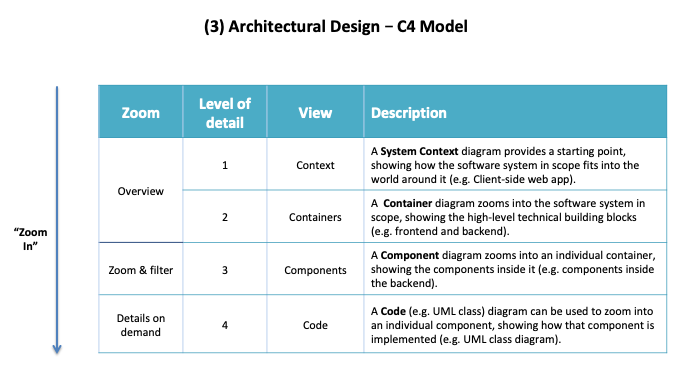 (3) Architectural Design – C4 Model
Zoom
Level of
detail
View
Description
"Zoom
In"
Overview
1
Context
A System Context diagram provides a starting point,
showing how the software system in scope fits into the
world around it (e.g. Client-side web app).
2
Containers
A Container diagram zooms into the software system in
scope, showing the high-level technical building blocks
(e.g. frontend and backend).
Zoom & filter
3
Components
A Component diagram zooms into an individual container,
showing the components inside it (e.g. components inside
the backend).
Details on
demand
4
Code
A Code (e.g. UML class) diagram can be used to zoom into
an individual component, showing how that component is
implemented (e.g. UML class diagram).